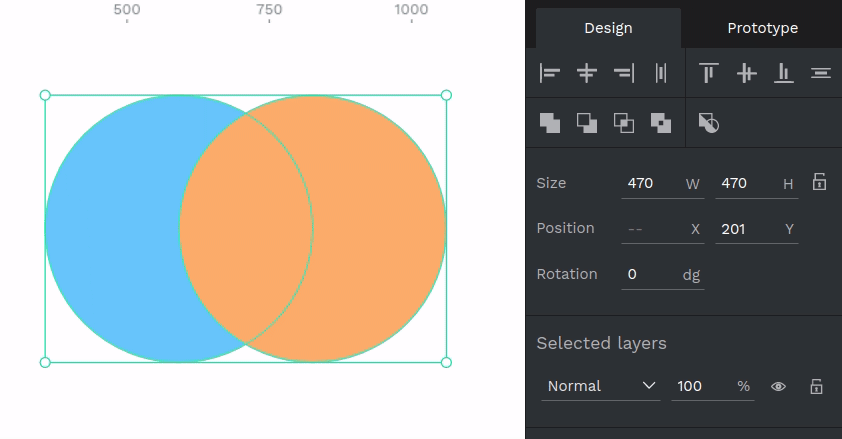 500 750 1000
Design Prototype
Size 470 W 470 H
Position -- X 201 Y
Rotation 0 dg
Selected layers
Normal 100 %